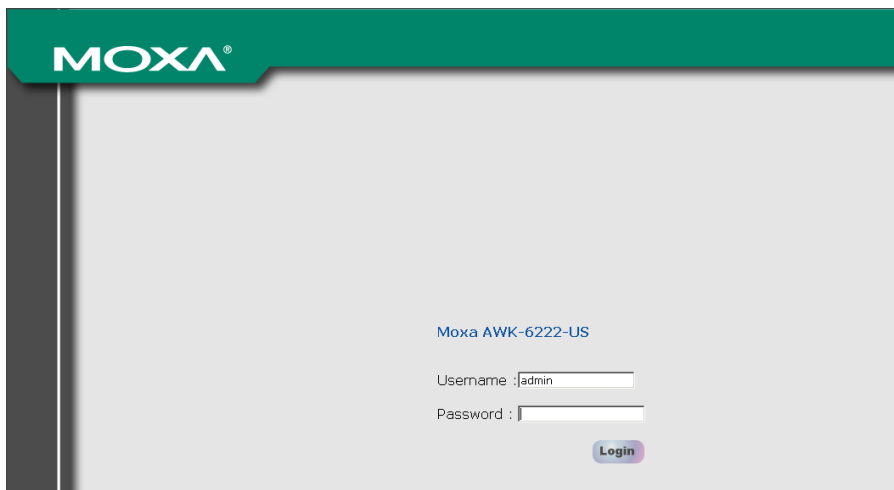 MOXA®
Moxa AWK-6222-US
Username : admin
Password :
Login